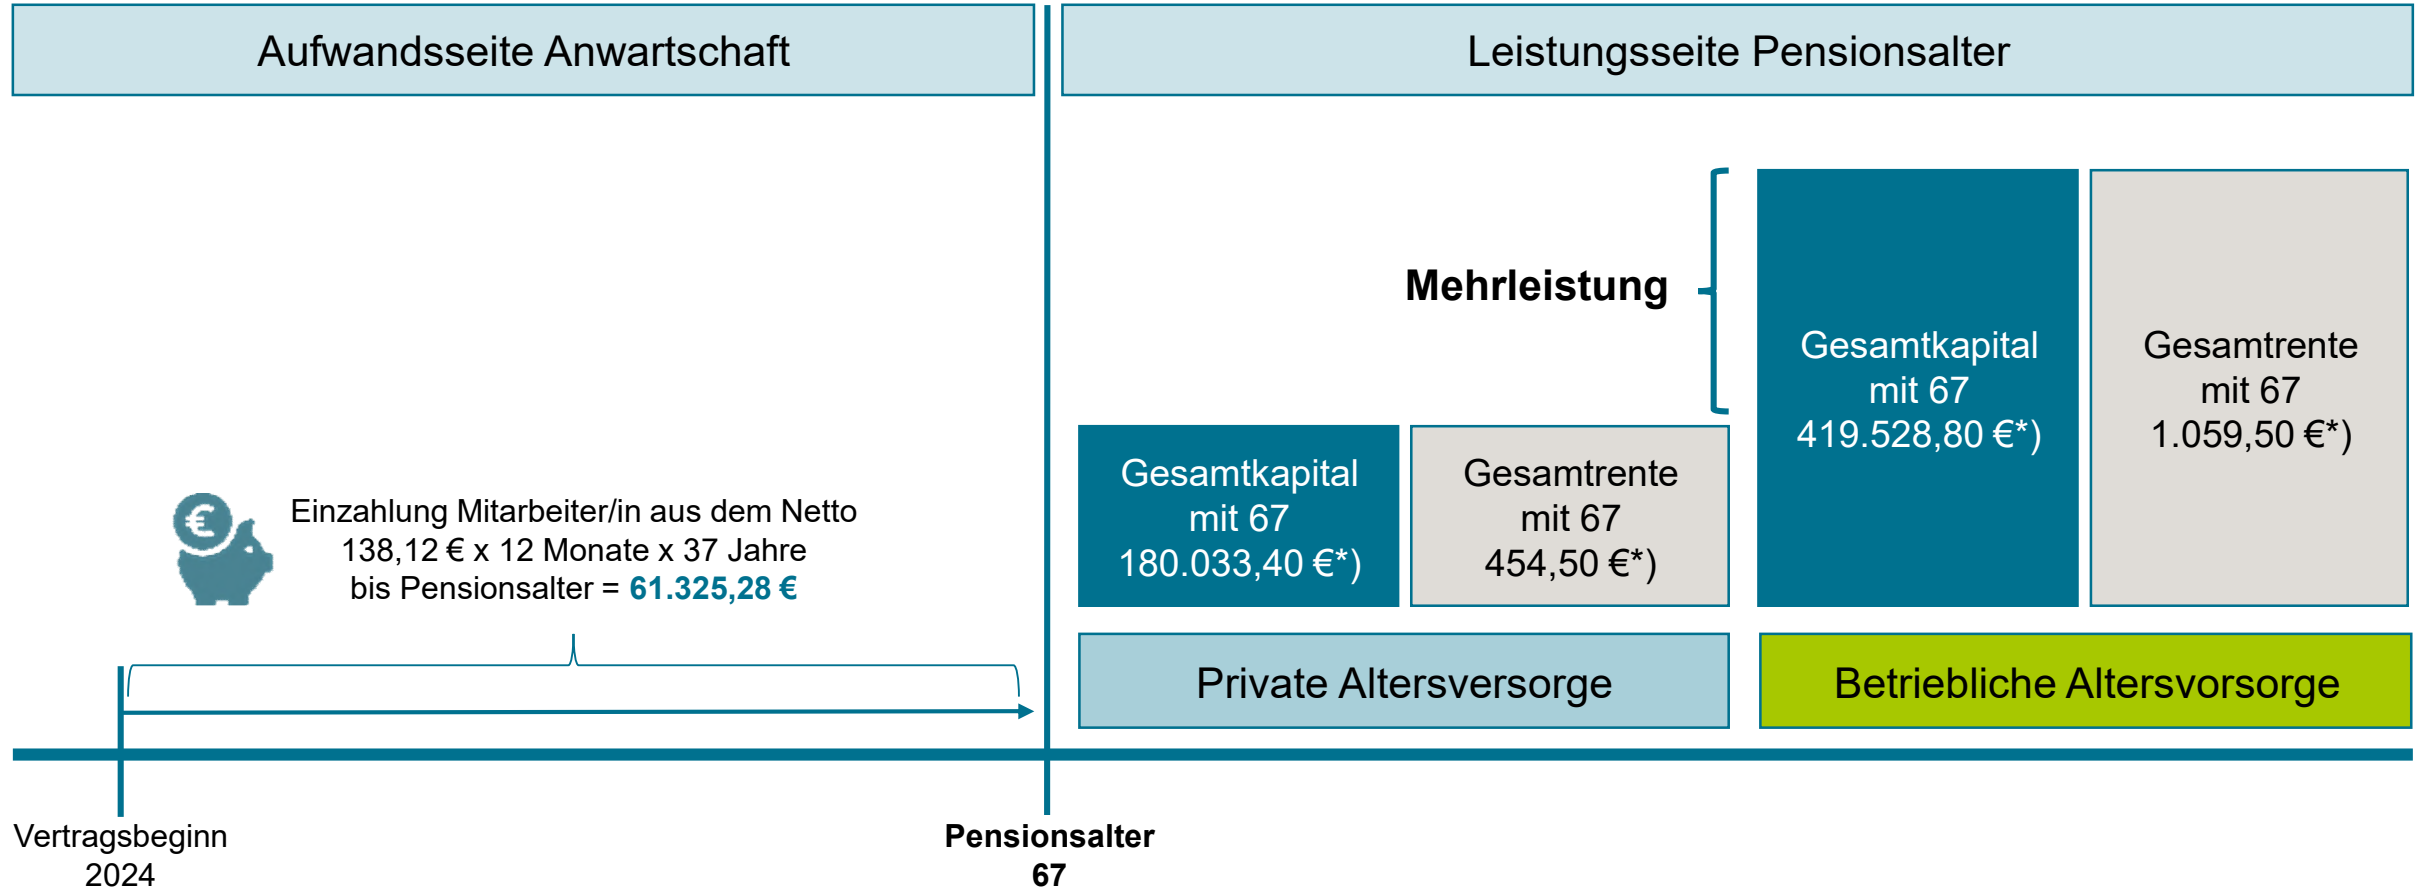 Aufwandsseite Anwartschaft
Leistungsseite Pensionsalter
Mehrleistung
Gesamtkapital
mit 67
419.528,80 €*)
Gesamtrente
mit 67
1.059,50 €*)
Gesamtkapital
mit 67
180.033,40 €*)
Gesamtrente
mit 67
454,50 €*)
€
Einzahlung Mitarbeiter/in aus dem Netto
138,12 € x 12 Monate x 37 Jahre
bis Pensionsalter = 61.325,28 €
Private Altersversorge
Betriebliche Altersvorsorge
Vertragsbeginn
2024
Pensionsalter
67